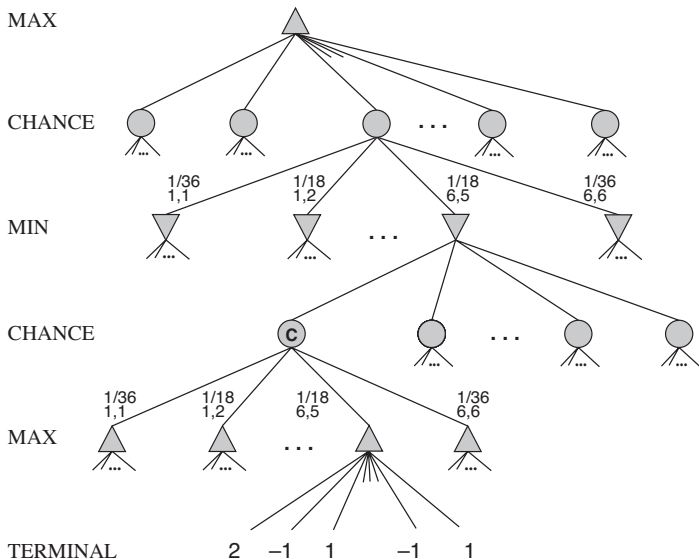 MAX
CHANCE
...
... ... ... ... ...
1/36 1/18 1/18 1/36
1,1 1,2 6,5 6,6
MIN
...
... ... ...
CHANCE
C
...
... ... ...
1/36 1/18 1/18 1/36
1,1 1,2 6,5 6,6
MAX
...
... ... ...
TERMINAL 2 –1 1 –1 1